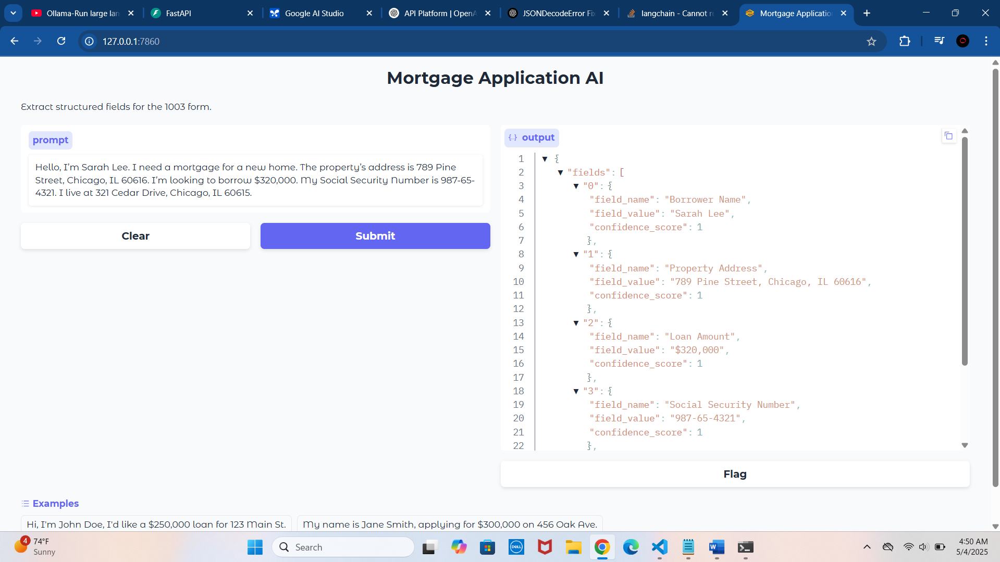 Ollama-Run large lan
FastAPI
Google AI Studio
API Platform | OpenA
JSONDecodeError Fix
langchain - Cannot re
Mortgage Applicatio
127.0.0.1:7860
Mortgage Application AI
Extract structured fields for the 1003 form.
prompt
Hello, I’m Sarah Lee. I need a mortgage for a new home. The property’s address is 789 Pine
Street, Chicago, IL 60616. I’m looking to borrow $320,000. My Social Security Number is 987-65-
4321. I live at 321 Cedar Drive, Chicago, IL 60615.
Clear
Submit
{} output
1 ▼ {
2 ▼ "fields": [
3 ▼ "0": {
4 "field_name": "Borrower Name",
5 "field_value": "Sarah Lee",
6 "confidence_score": 1
7 },
8 ▼ "1": {
9 "field_name": "Property Address",
10 "field_value": "789 Pine Street, Chicago, IL 60616",
11 "confidence_score": 1
12 },
13 ▼ "2": {
14 "field_name": "Loan Amount",
15 "field_value": "$320,000",
16 "confidence_score": 1
17 },
18 ▼ "3": {
19 "field_name": "Social Security Number",
20 "field_value": "987-65-4321",
21 "confidence_score": 1
22 },
Flag
Examples
Hi, I'm John Doe, I'd like a $250,000 loan for 123 Main St.
My name is Jane Smith, applying for $300,000 on 456 Oak Ave.
4
74°F
Sunny
Search
DELL
4:50 AM
5/4/2025